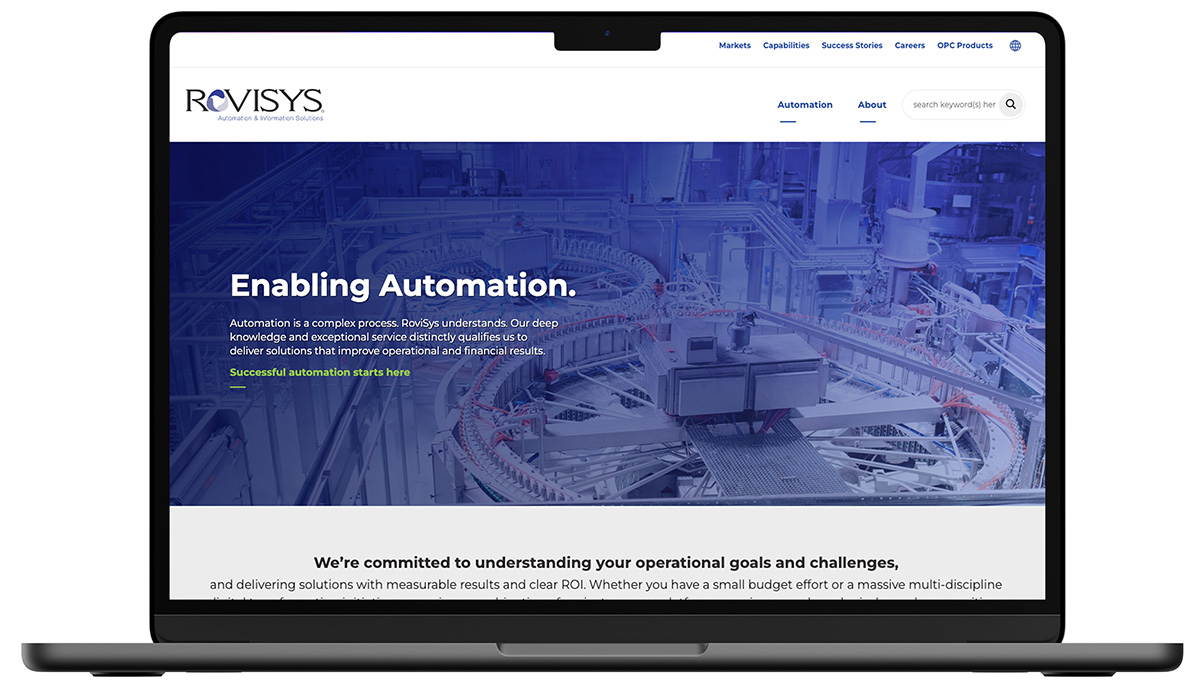 Markets Capabilities Success Stories Careers OPC Products
ROVISYS
Automation & Information Solutions
Automation About search keyword(s) her
Enabling Automation.
Automation is a complex process. RoviSys understands. Our deep
knowledge and exceptional service distinctly qualifies us to
deliver solutions that improve operational and financial results.
Successful automation starts here
We’re committed to understanding your operational goals and challenges,
and delivering solutions with measurable results and clear ROI. Whether you have a small budget effort or a massive multi-discipline